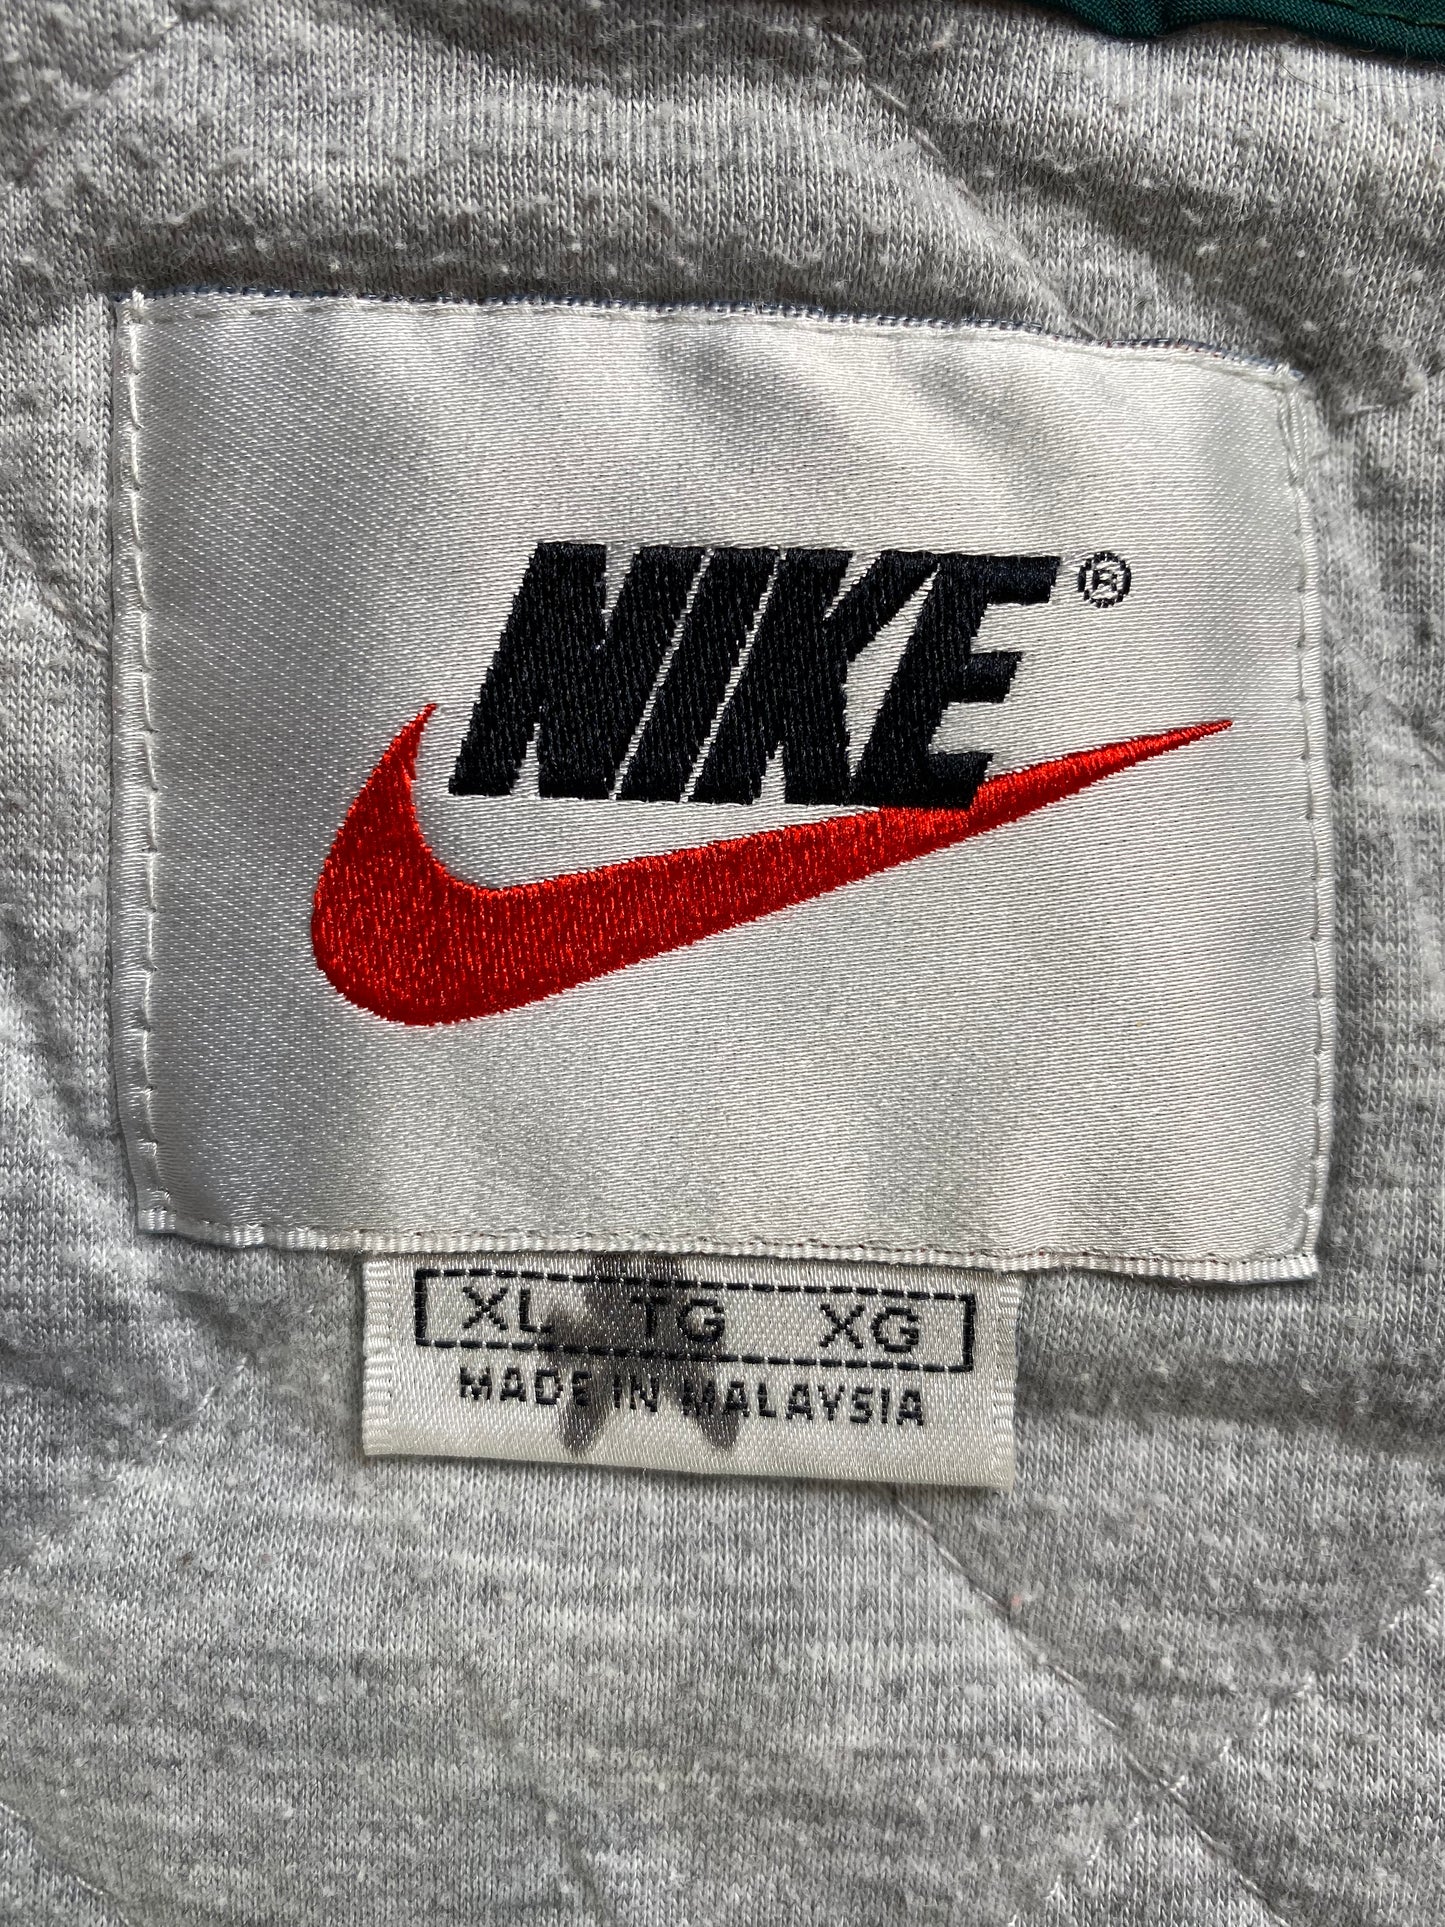 NIKE ®
XL TG XG
MADE IN MALAYSIA